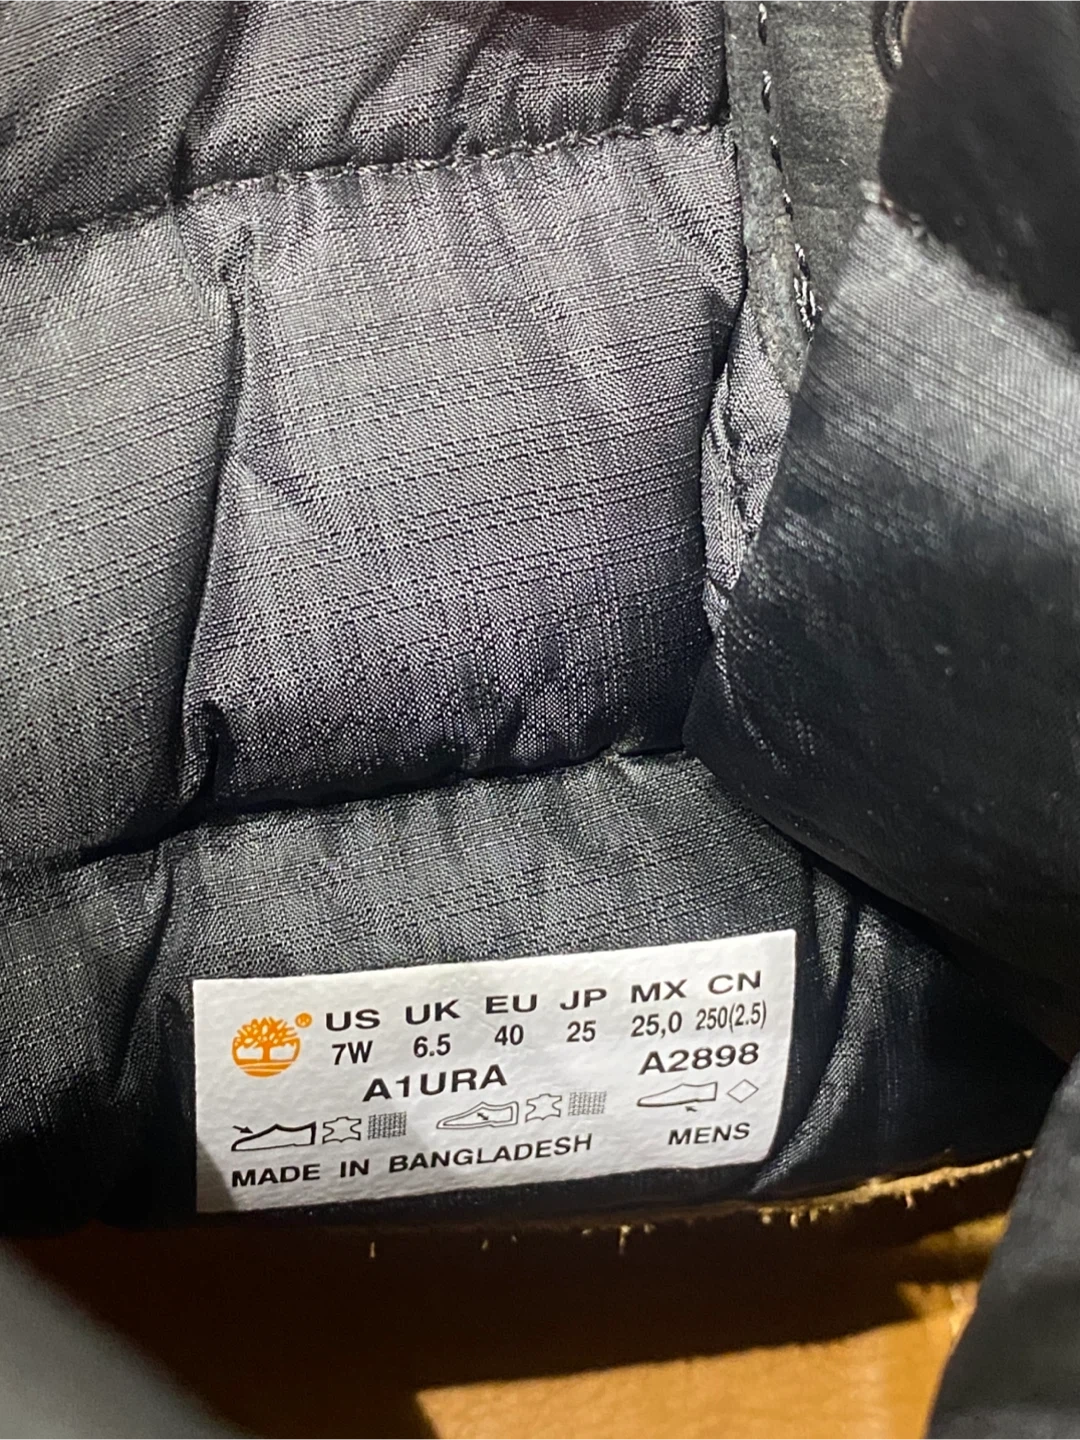 ® US UK EU JP MX CN
7W 6.5 40 25 25,0 250(2.5)
A1URA A2898
MENS
MADE IN BANGLADESH